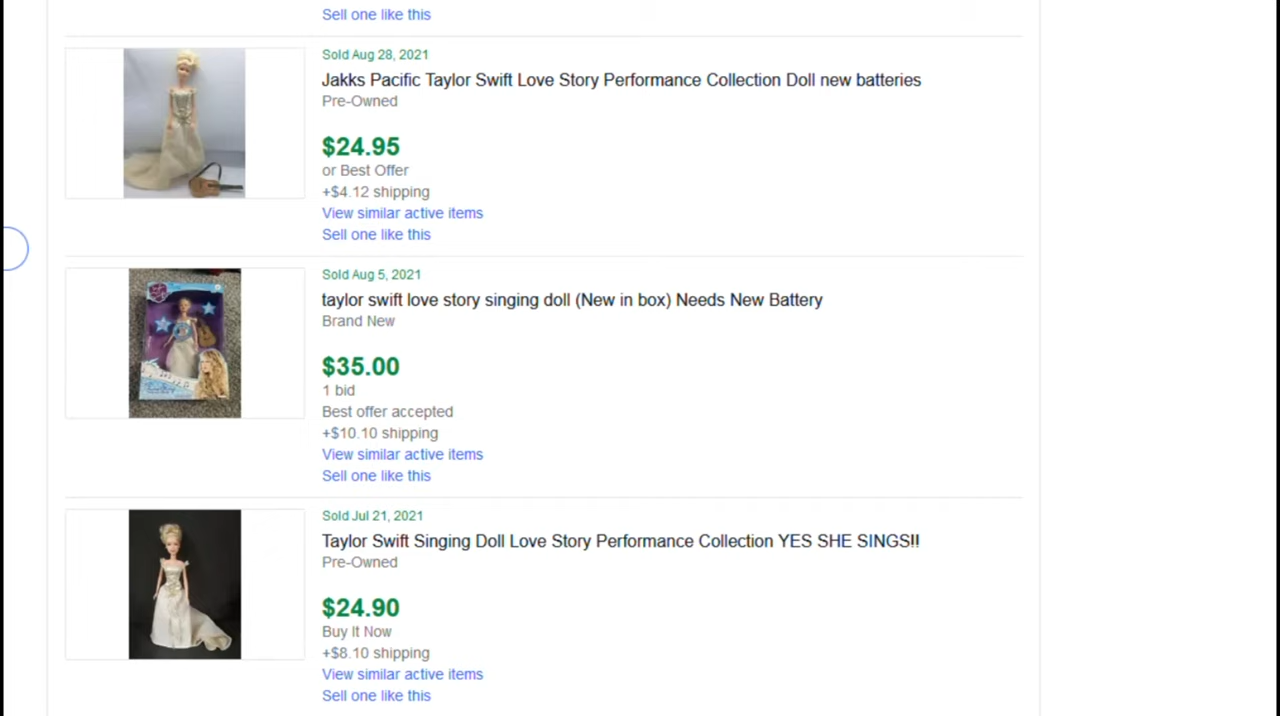 Sell one like this
Sold Aug 28, 2021
Jakks Pacific Taylor Swift Love Story Performance Collection Doll new batteries
Pre-Owned
$24.95
or Best Offer
+$4.12 shipping
View similar active items
Sell one like this
Sold Aug 5, 2021
taylor swift love story singing doll (New in box) Needs New Battery
Brand New
$35.00
1 bid
Best offer accepted
+$10.10 shipping
View similar active items
Sell one like this
Sold Jul 21, 2021
Taylor Swift Singing Doll Love Story Performance Collection YES SHE SINGS!!
Pre-Owned
$24.90
Buy It Now
+$8.10 shipping
View similar active items
Sell one like this